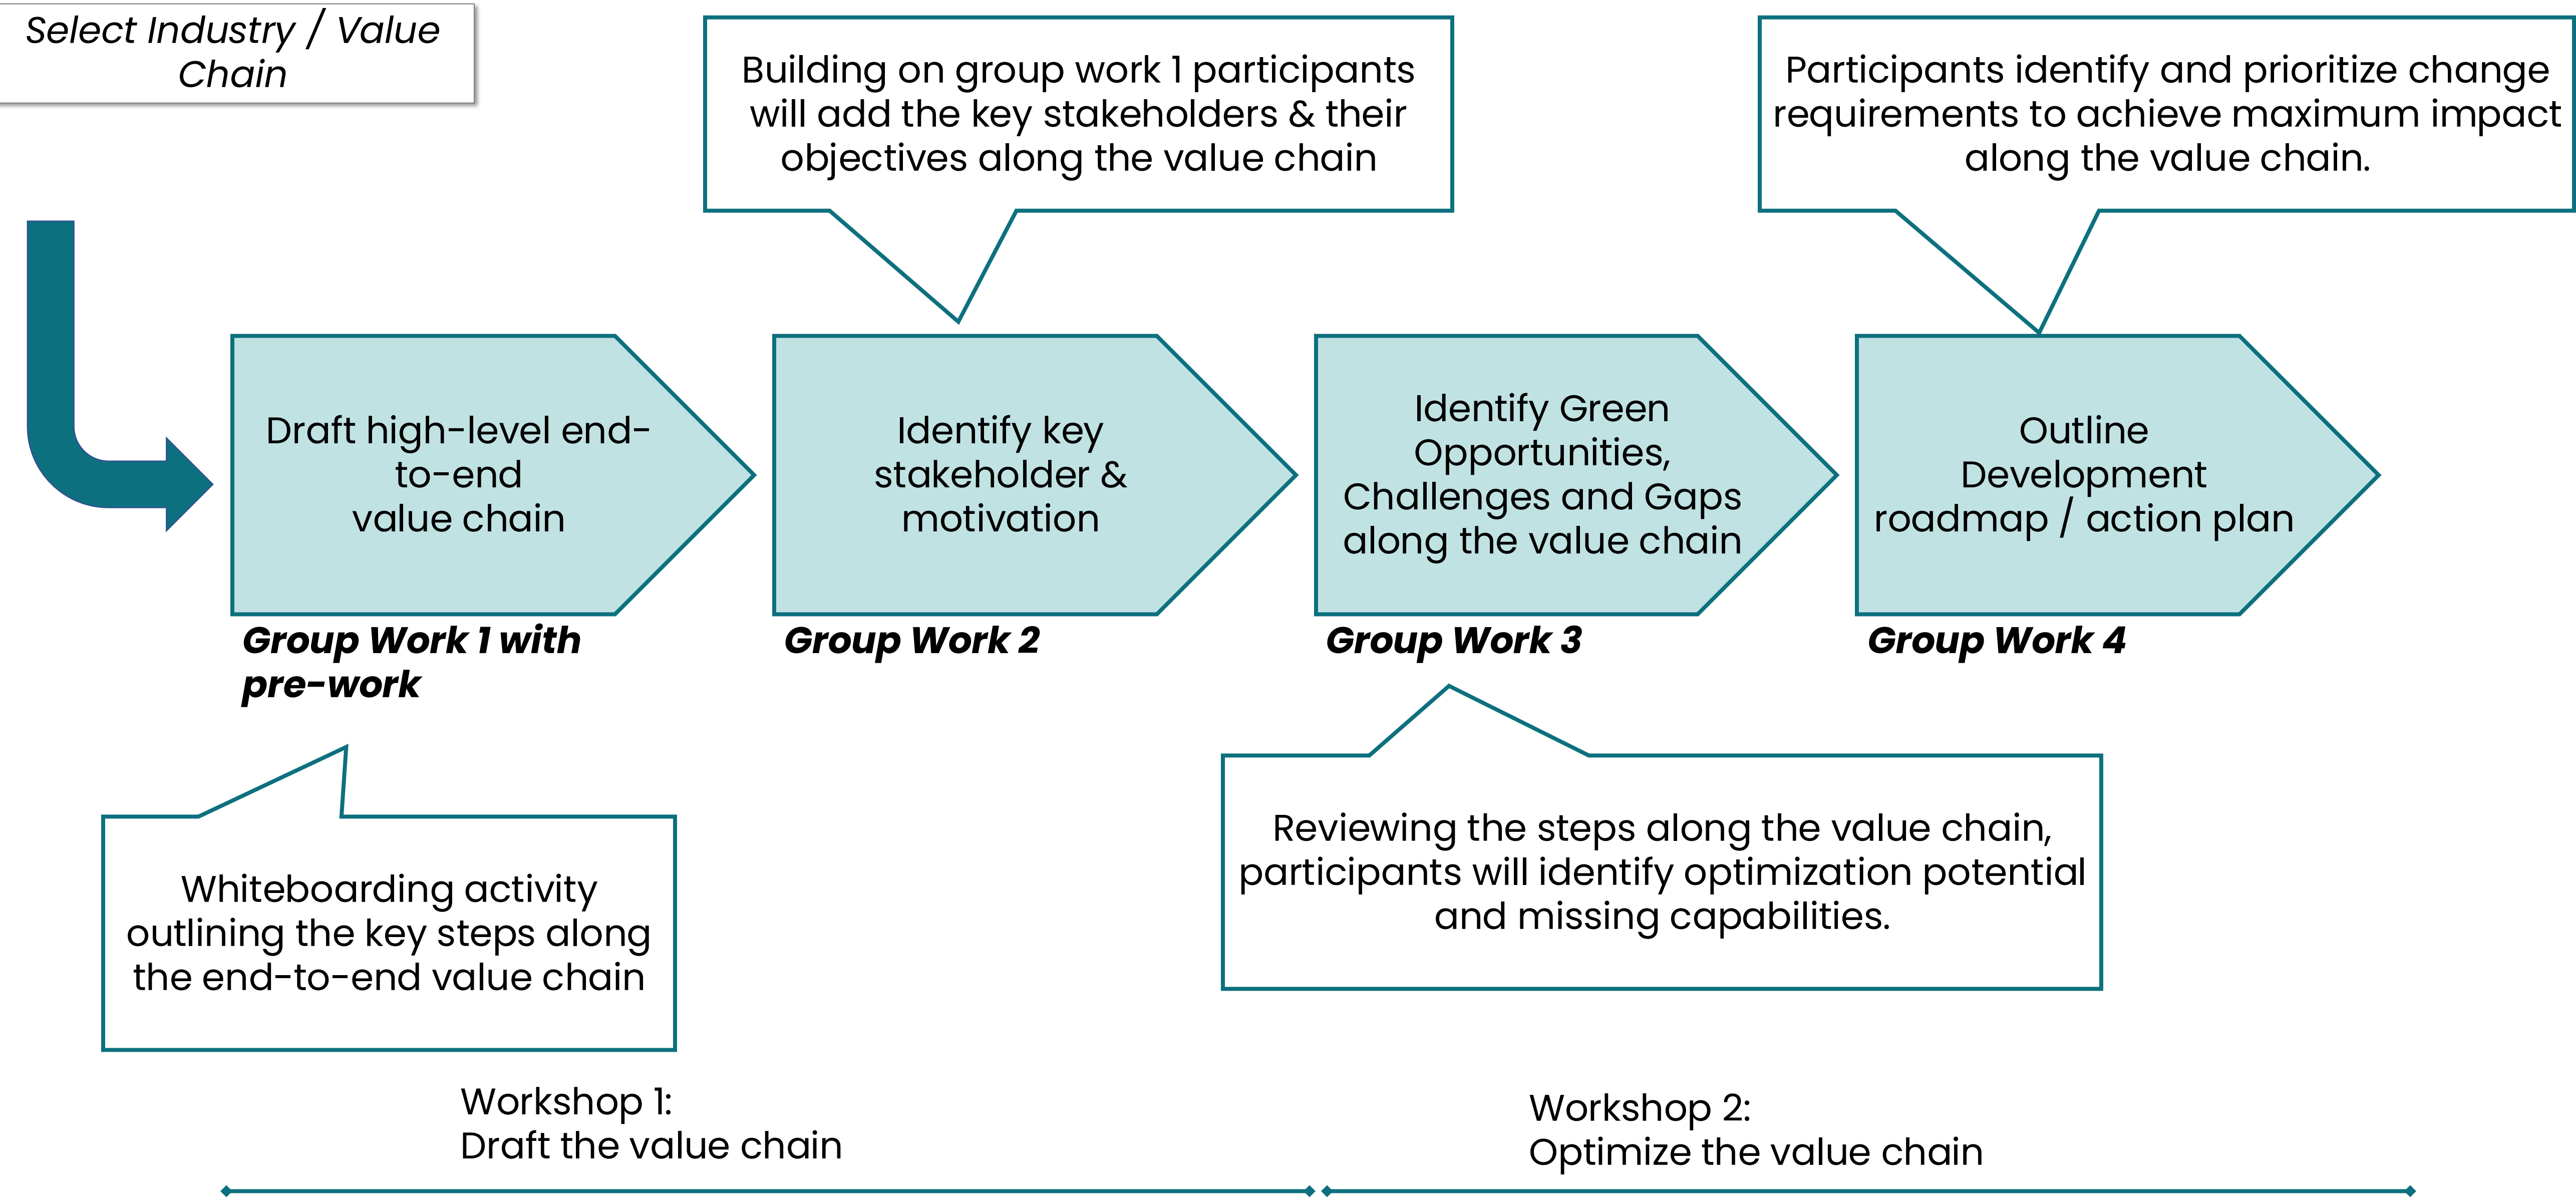 Select Industry / Value
Chain
Building on group work 1 participants
will add the key stakeholders & their
objectives along the value chain
Participants identify and prioritize change
requirements to achieve maximum impact
along the value chain.
Draft high-level end-
to-end
value chain
Identify key
stakeholder &
motivation
Identify Green
Opportunities,
Challenges and Gaps
along the value chain
Outline
Development
roadmap / action plan
Group Work 1 with
pre-work
Group Work 2
Group Work 3
Group Work 4
Whiteboarding activity
outlining the key steps along
the end-to-end value chain
Reviewing the steps along the value chain,
participants will identify optimization potential
and missing capabilities.
Workshop 1:
Draft the value chain
Workshop 2:
Optimize the value chain